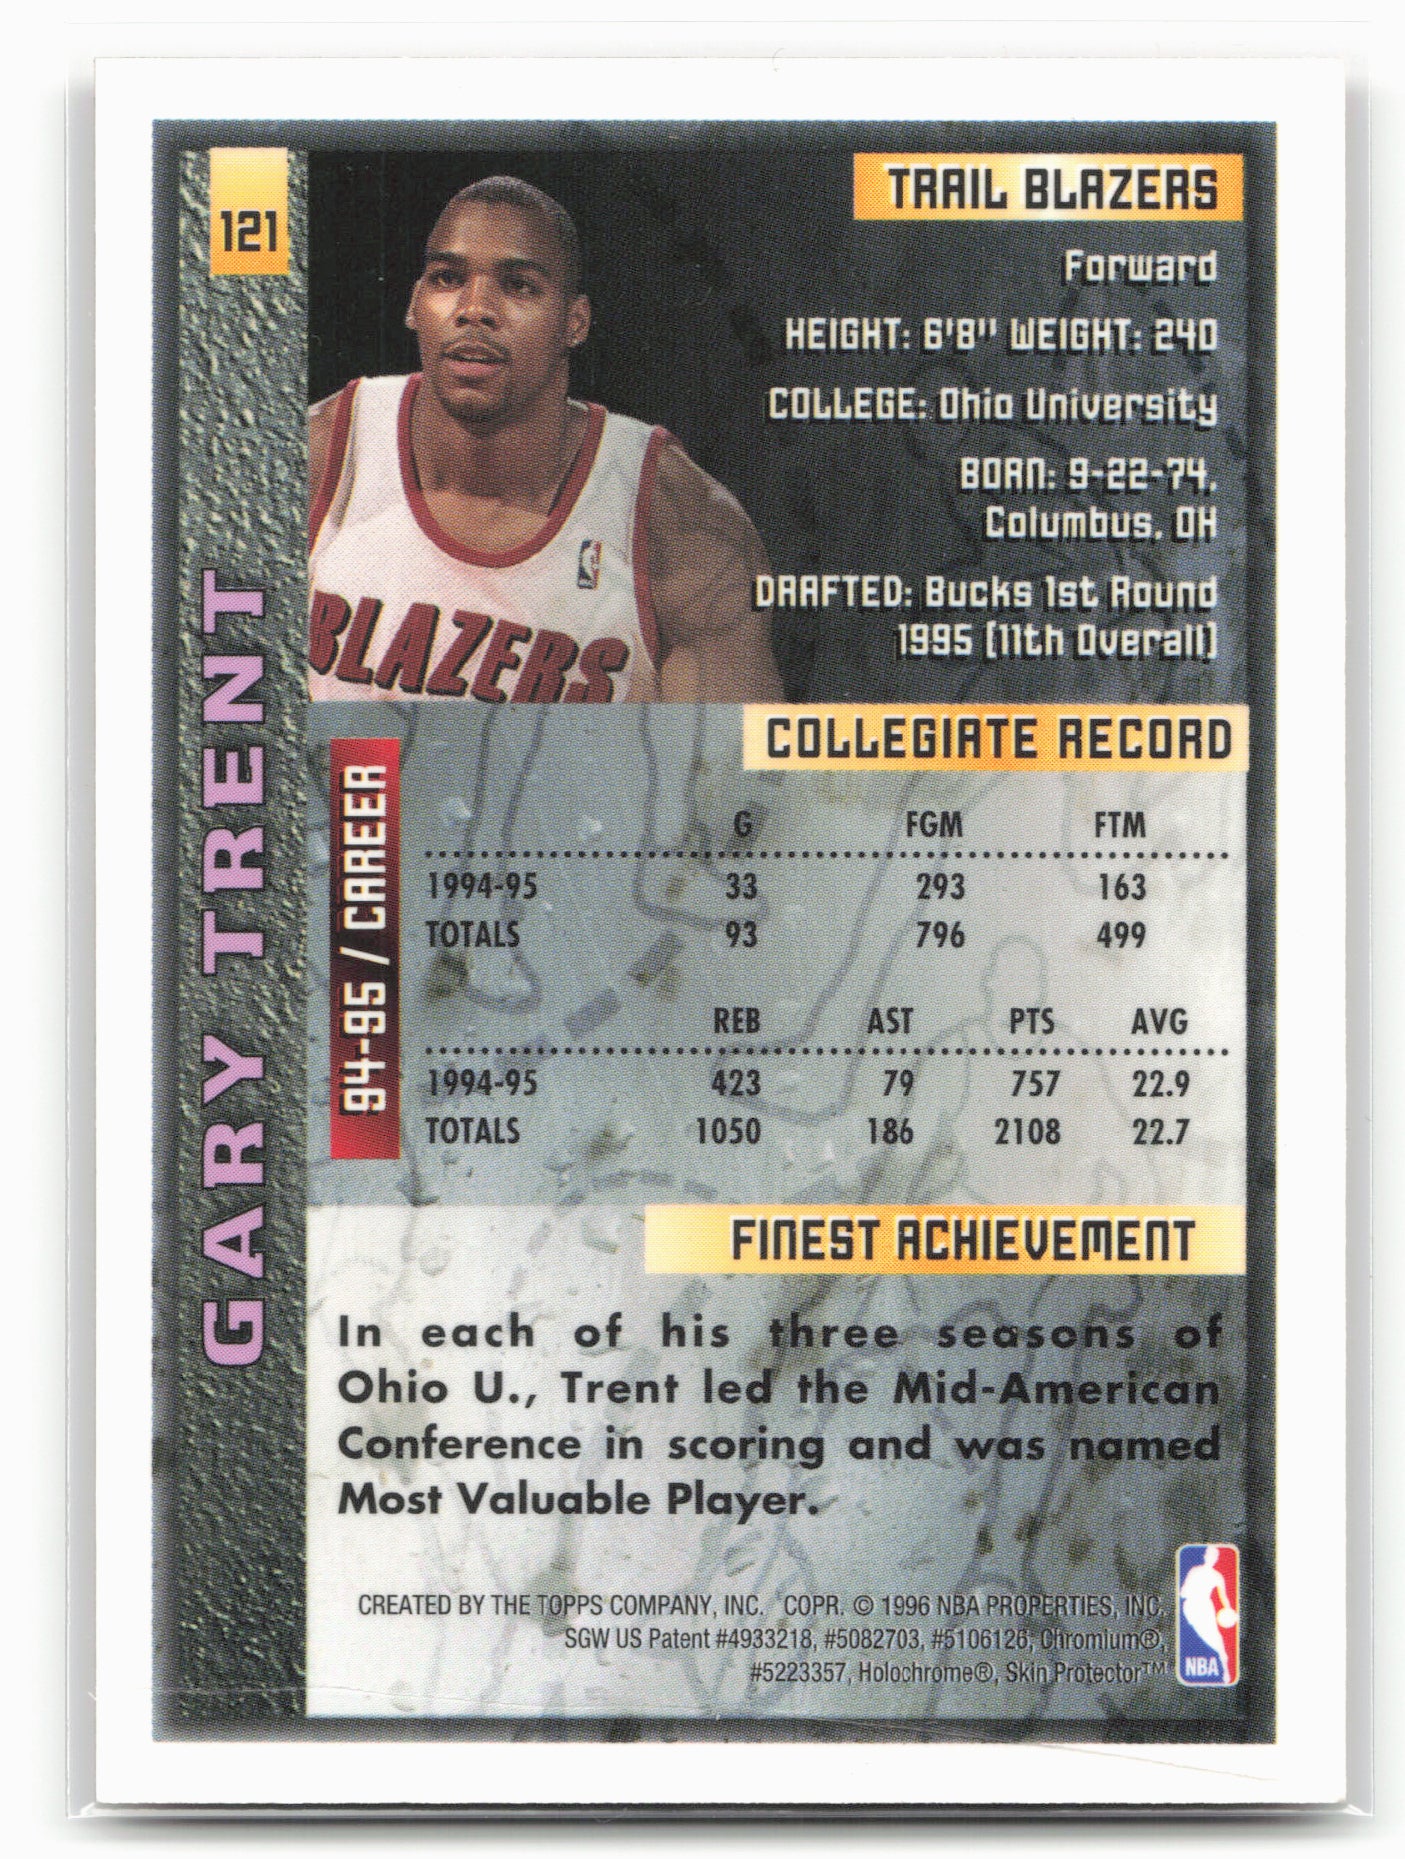 121
GARY TRENT
BLAZERS
TRAIL BLAZERS
Forward
HEIGHT: 6'8" WEIGHT: 240
COLLEGE: Ohio University
BORN: 9-22-74,
Columbus, OH
DRAFTED: Bucks 1st Round
1995 (11th Overall)
COLLEGIATE RECORD
94-95 / CAREER
G FGM FTM
1994-95 33 293 163
TOTALS 93 796 499
REB AST PTS AVG
1994-95 423 79 757 22.9
TOTALS 1050 186 2108 22.7
FINEST ACHIEVEMENT
In each of his three seasons of
Ohio U., Trent led the Mid-American
Conference in scoring and was named
Most Valuable Player.
CREATED BY THE TOPPS COMPANY, INC. COPR. © 1996 NBA PROPERTIES, INC.
SGW US Patent #4933218, #5082703, #5106126, Chromium®,
#5223357, Holochrome®, Skin Protector™
NBA